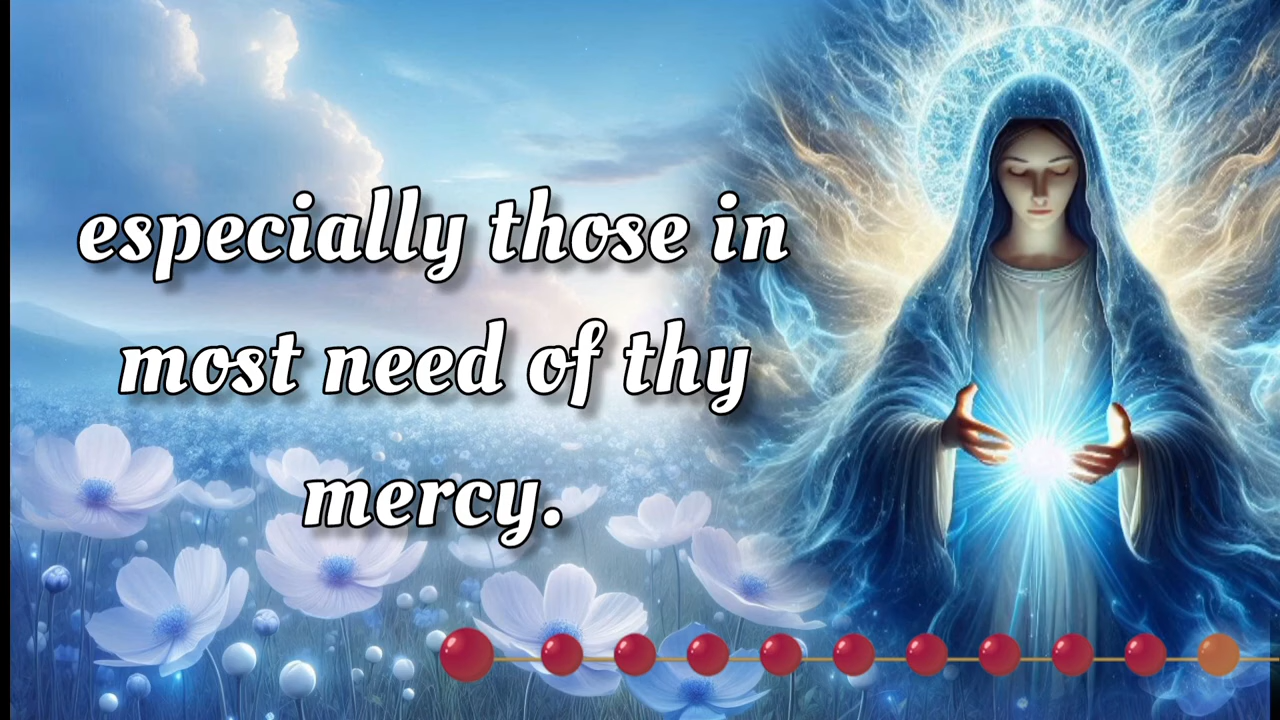 especially those in
most need of thy
mercy.